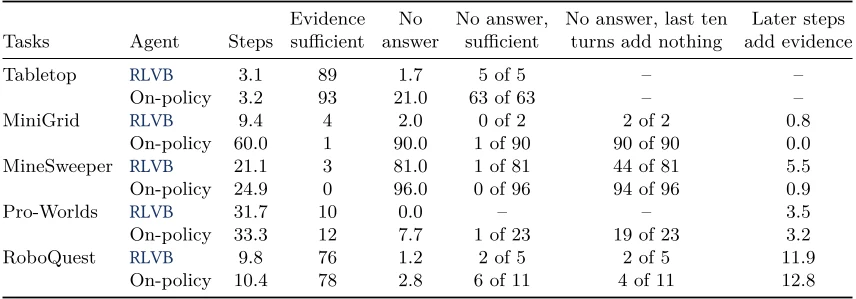 Evidence No No answer, No answer, last ten Later steps
Tasks Agent Steps sufficient answer sufficient turns add nothing add evidence
Tabletop RLVB 3.1 89 1.7 5 of 5 – –
On-policy 3.2 93 21.0 63 of 63 – –
MiniGrid RLVB 9.4 4 2.0 0 of 2 2 of 2 0.8
On-policy 60.0 1 90.0 1 of 90 90 of 90 0.0
MineSweeper RLVB 21.1 3 81.0 1 of 81 44 of 81 5.5
On-policy 24.9 0 96.0 0 of 96 94 of 96 0.9
Pro-Worlds RLVB 31.7 10 0.0 – – 3.5
On-policy 33.3 12 7.7 1 of 23 19 of 23 3.2
RoboQuest RLVB 9.8 76 1.2 2 of 5 2 of 5 11.9
On-policy 10.4 78 2.8 6 of 11 4 of 11 12.8